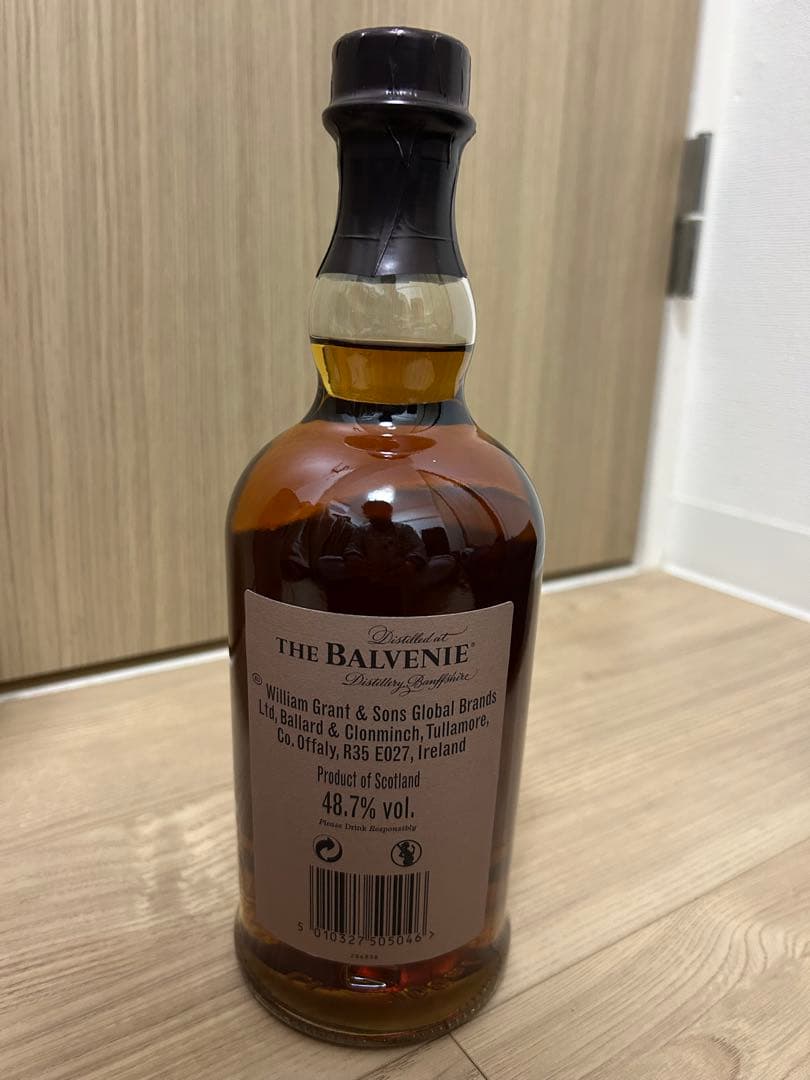 Distilled at
THE BALVENIE®
Distillery, Banffshire
William Grant & Sons Global Brands
Ltd, Ballard & Clonminch, Tullamore,
Co. Offaly, R35 E027, Ireland
Product of Scotland
48.7% vol.
Please Drink Responsibly
5 010327 505046 >